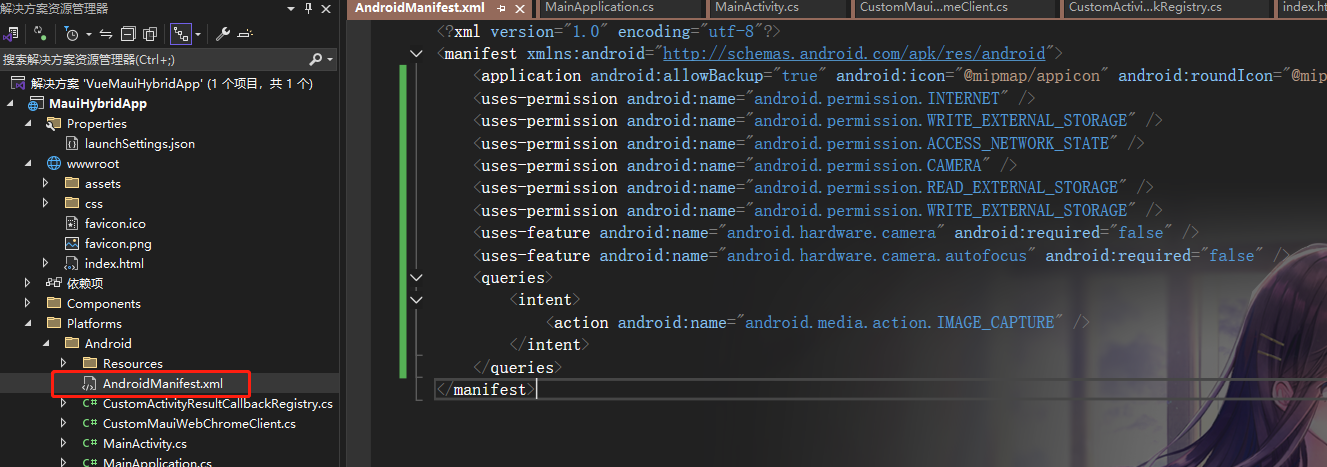 解决方案资源管理器
搜索解决方案资源管理器(Ctrl+;)
解决方案 'VueMauiHybridApp' (1 个项目，共 1 个)
MauiHybridApp
Properties
launchSettings.json
wwwroot
assets
css
favicon.ico
favicon.png
index.html
依赖项
Components
Platforms
Android
Resources
AndroidManifest.xml
CustomActivityResultCallbackRegistry.cs
CustomMauiWebChromeClient.cs
MainActivity.cs
MainApplication.cs
AndroidManifest.xml
MainApplication.cs
MainActivity.cs
CustomMaui...meClient.cs
CustomActivi...kRegistry.cs
index.ht
<?xml version="1.0" encoding="utf-8"?>
<manifest xmlns:android="http://schemas.android.com/apk/res/android">
<application android:allowBackup="true" android:icon="@mipmap/appicon" android:roundIcon="@mip
<uses-permission android:name="android.permission.INTERNET" />
<uses-permission android:name="android.permission.WRITE_EXTERNAL_STORAGE" />
<uses-permission android:name="android.permission.ACCESS_NETWORK_STATE" />
<uses-permission android:name="android.permission.CAMERA" />
<uses-permission android:name="android.permission.READ_EXTERNAL_STORAGE" />
<uses-permission android:name="android.permission.WRITE_EXTERNAL_STORAGE" />
<uses-feature android:name="android.hardware.camera" android:required="false" />
<uses-feature android:name="android.hardware.camera.autofocus" android:required="false" />
<queries>
<intent>
<action android:name="android.media.action.IMAGE_CAPTURE" />
</intent>
</queries>
</manifest>